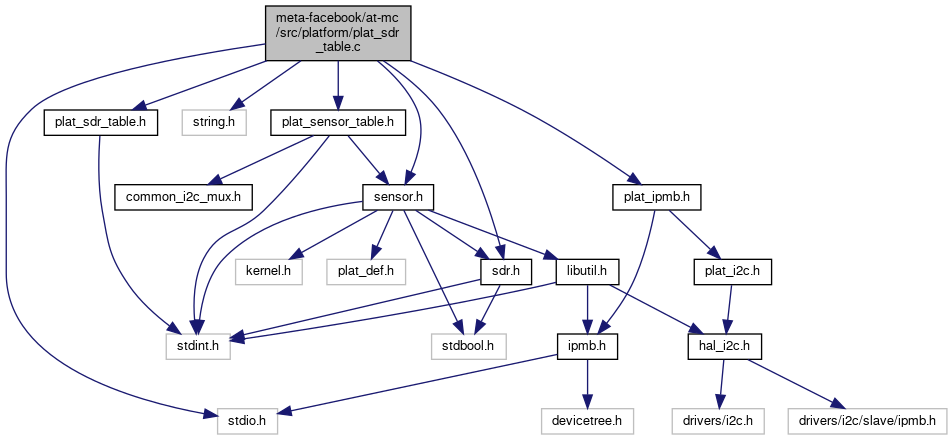 meta-facebook/at-mc
/src/platform/plat_sdr
_table.c
plat_sdr_table.h
string.h
plat_sensor_table.h
common_i2c_mux.h
sensor.h
plat_ipmb.h
kernel.h
plat_def.h
sdr.h
libutil.h
plat_i2c.h
stdint.h
stdbool.h
ipmb.h
hal_i2c.h
stdio.h
devicetree.h
drivers/i2c.h
drivers/i2c/slave/ipmb.h